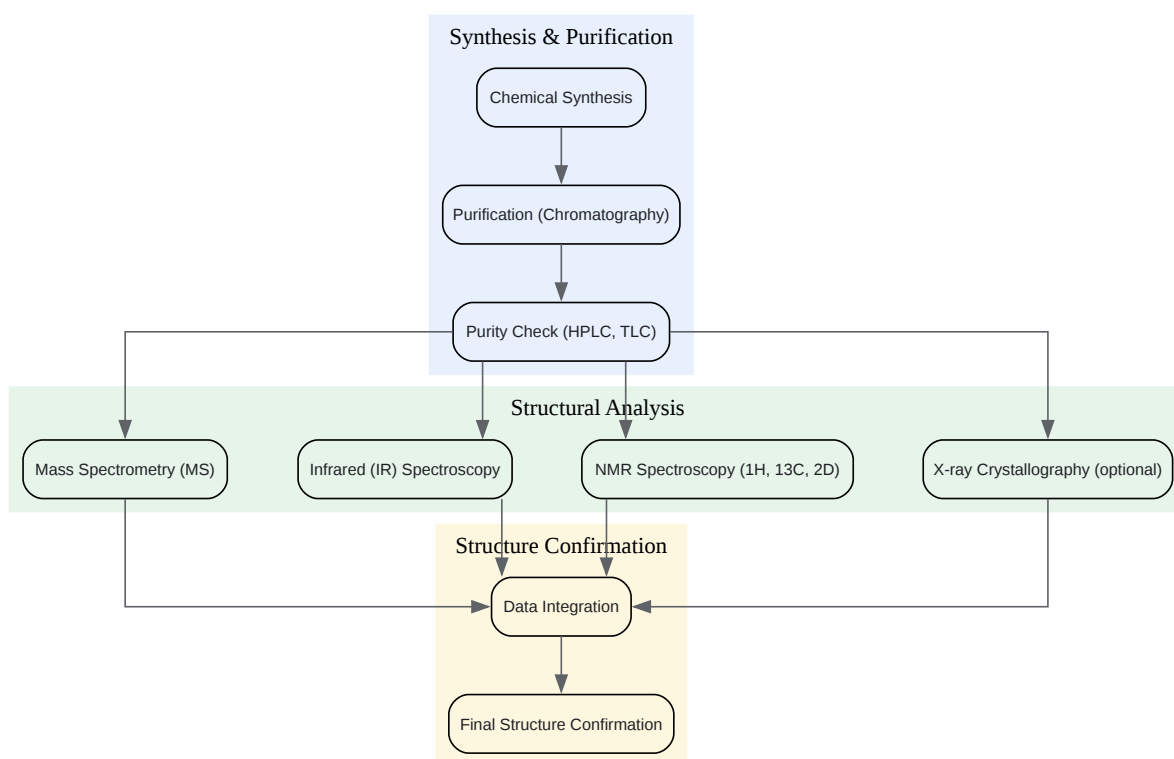 Synthesis & Purification
Chemical Synthesis
Purification (Chromatography)
Purity Check (HPLC, TLC)
Structural Analysis
Mass Spectrometry (MS)
Infrared (IR) Spectroscopy
NMR Spectroscopy (1H, 13C, 2D)
X-ray Crystallography (optional)
Structure Confirmation
Data Integration
Final Structure Confirmation